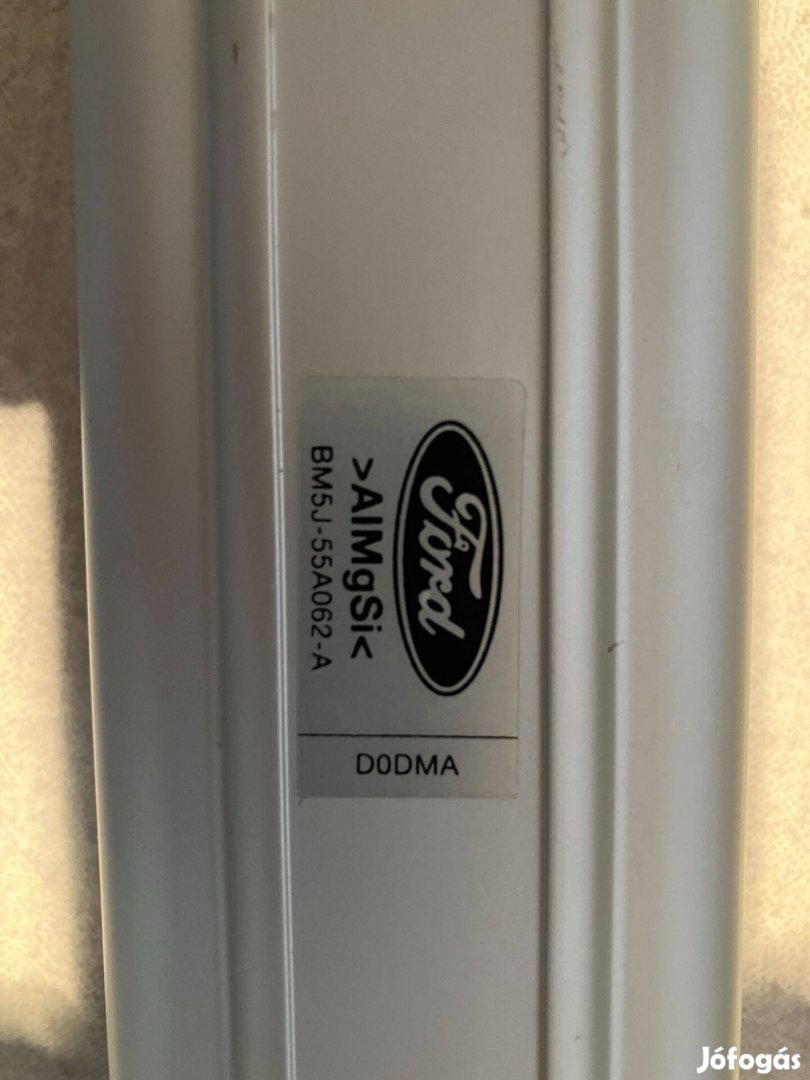 Ford
>AlMgSi<
BM5J-55A062-A
D0DMA
Jófogás